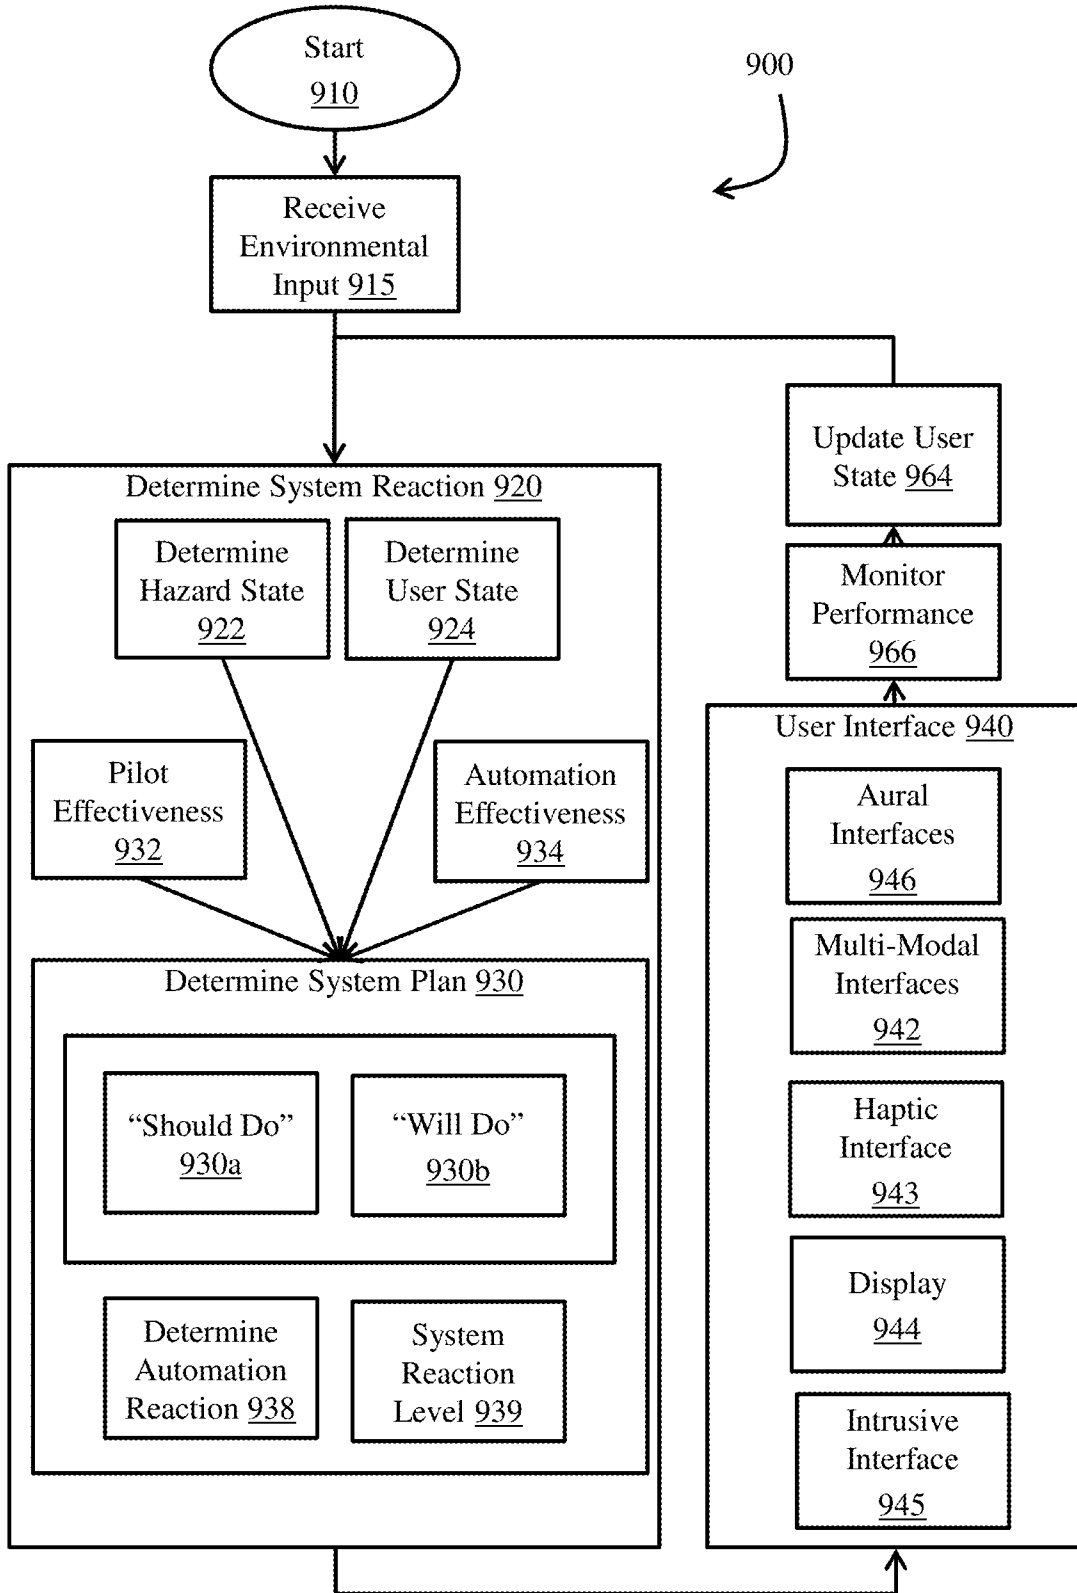 Start
910
900
Receive
Environmental
Input 915
Determine System Reaction 920
Determine
Hazard State
922
Determine
User State
924
Pilot
Effectiveness
932
Automation
Effectiveness
934
Determine System Plan 930
“Should Do”
930a
“Will Do”
930b
Determine
Automation
Reaction 938
System
Reaction
Level 939
Update User
State 964
Monitor
Performance
966
User Interface 940
Aural
Interfaces
946
Multi-Modal
Interfaces
942
Haptic
Interface
943
Display
944
Intrusive
Interface
945